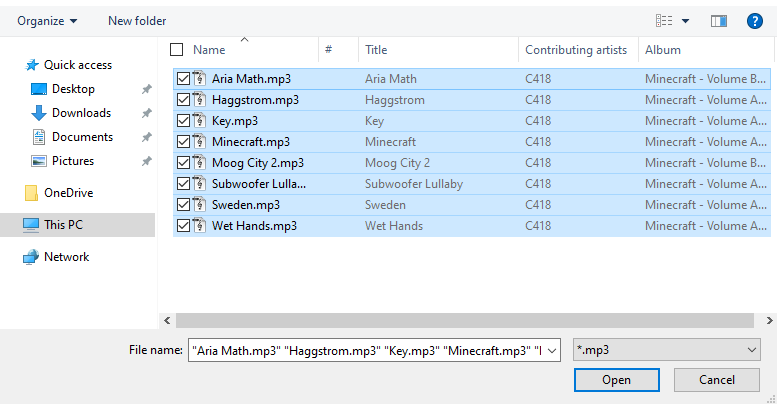 Organize New folder
Name # Title Contributing artists Album
Quick access
Desktop
Downloads
Documents
Pictures
OneDrive
This PC
Network
Aria Math.mp3 Aria Math C418 Minecraft - Volume B...
Haggstrom.mp3 Haggstrom C418 Minecraft - Volume A...
Key.mp3 Key C418 Minecraft - Volume A...
Minecraft.mp3 Minecraft C418 Minecraft - Volume A...
Moog City 2.mp3 Moog City 2 C418 Minecraft - Volume B...
Subwoofer Lulla... Subwoofer Lullaby C418 Minecraft - Volume A...
Sweden.mp3 Sweden C418 Minecraft - Volume A...
Wet Hands.mp3 Wet Hands C418 Minecraft - Volume A...
File name: "Aria Math.mp3" "Haggstrom.mp3" "Key.mp3" "Minecraft.mp3" *.mp3
Open Cancel